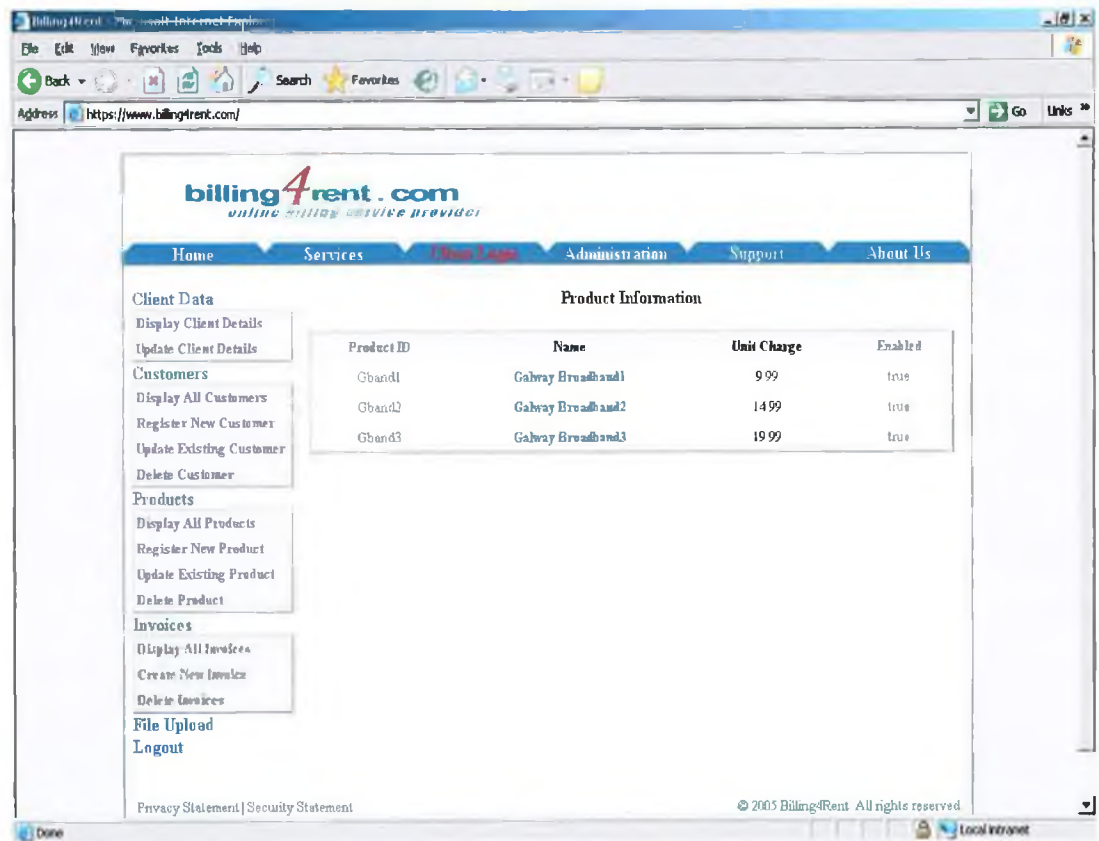 Billing4Rent - Microsoft Internet Explorer
File Edit View Favorites Tools Help
Back Search Favorites
Address https://www.billing4rent.com/ Go Links »
billing4rent.com
online billing service provider
Home Services Client Login Administration Support About Us
Client Data
Display Client Details
Update Client Details
Customers
Display All Customers
Register New Customer
Update Existing Customer
Delete Customer
Products
Display All Products
Register New Product
Update Existing Product
Delete Product
Invoices
Display All Invoices
Create New Invoice
Delete Invoices
File Upload
Logout
Product Information
Product ID Name Unit Charge Enabled
Gband1 Galway Broadband1 9.99 true
Gband2 Galway Broadband2 14.99 true
Gband3 Galway Broadband3 19.99 true
Privacy Statement | Security Statement
© 2005 Billing4Rent All rights reserved
Done Local intranet